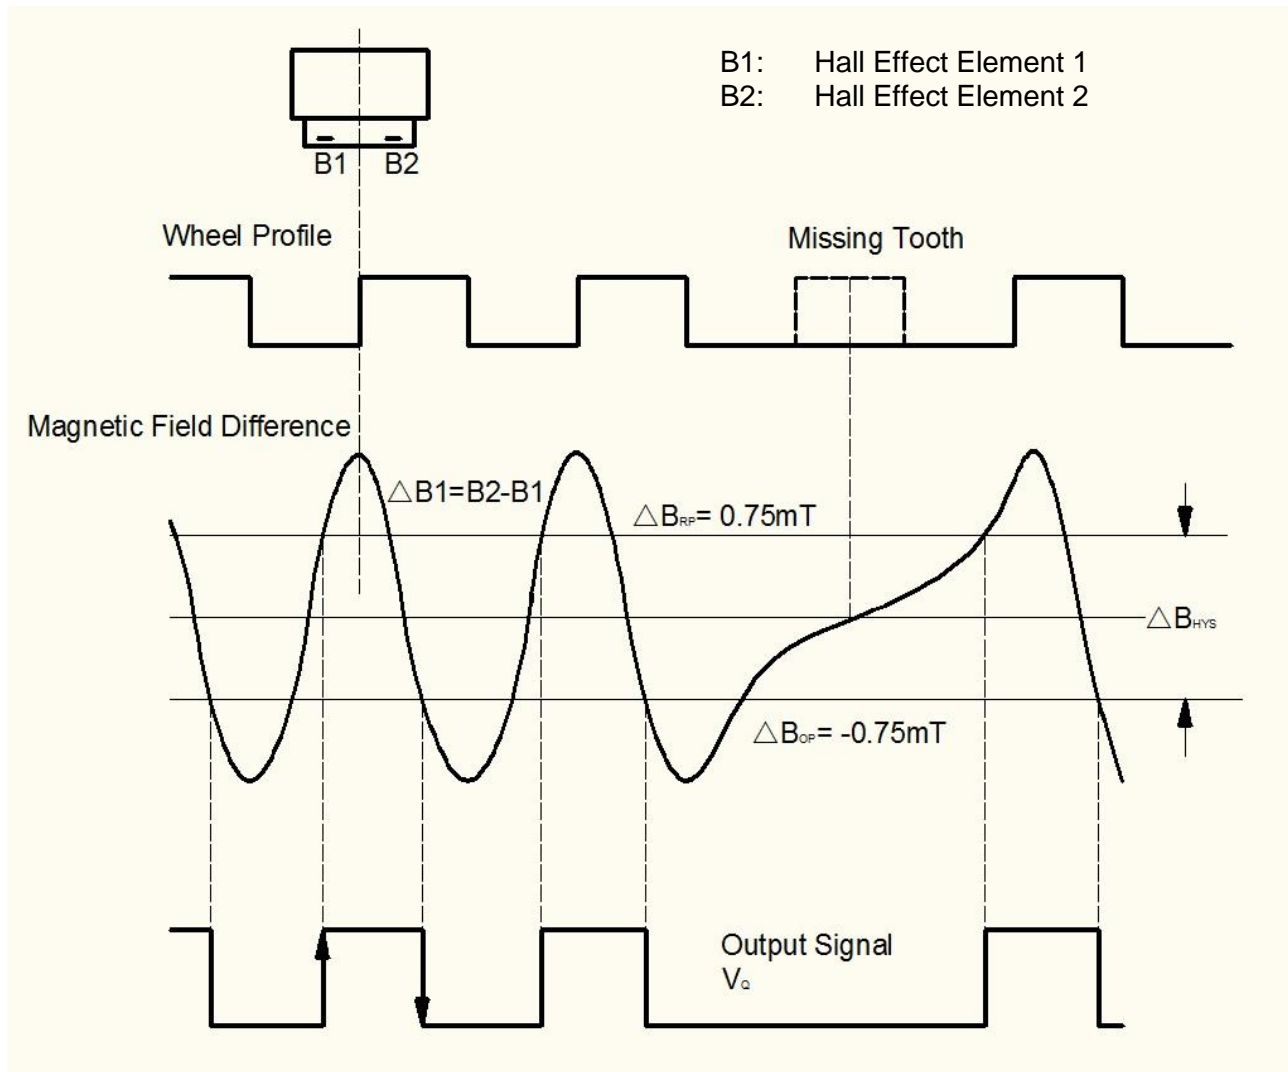 B1: Hall Effect Element 1
B2: Hall Effect Element 2
B1 B2
Wheel Profile
Missing Tooth
Magnetic Field Difference
△B1=B2-B1
△BRP= 0.75mT
△BHYS
△BOP= -0.75mT
Output Signal
VQ